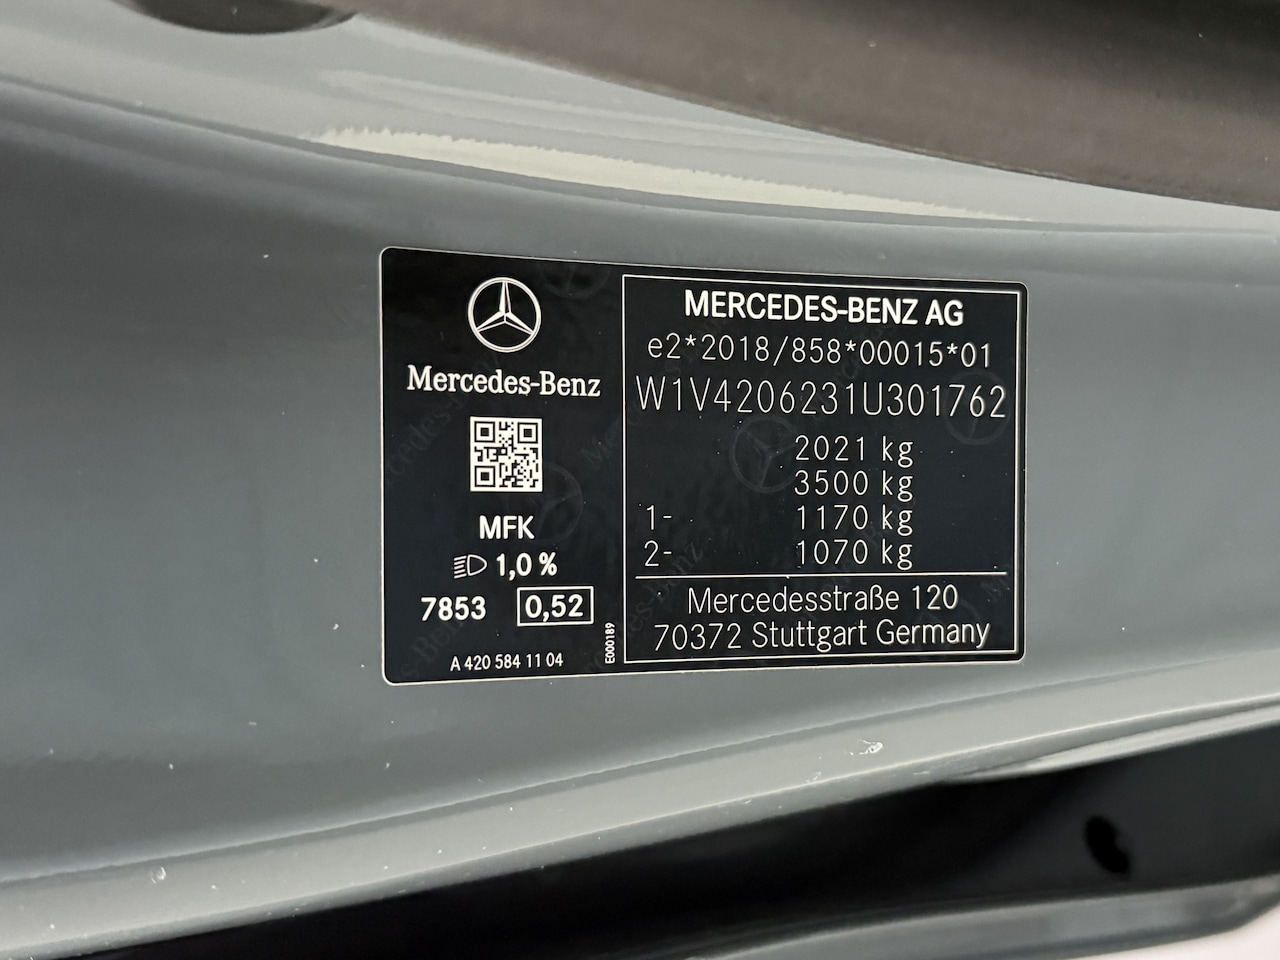 Mercedes-Benz
MFK
1,0 %
7853 0,52
A 420 584 11 04
E000189
MERCEDES-BENZ AG
e2*2018/858*00015*01
W1V4206231U301762
2021 kg
3500 kg
1- 1170 kg
2- 1070 kg
Mercedesstraße 120
70372 Stuttgart Germany